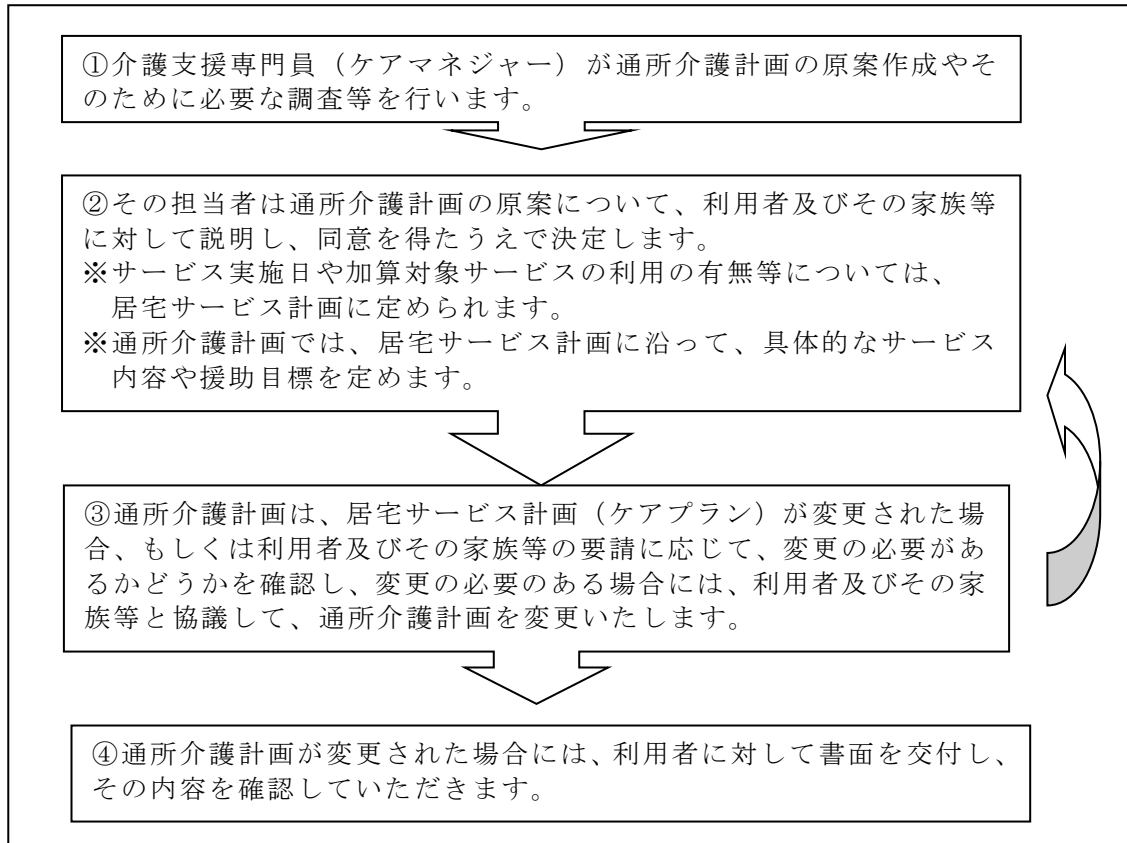 ①介護支援専門員（ケアマネジャー）が通所介護計画の原案作成やそ
のために必要な調査等を行います。
②その担当者は通所介護計画の原案について、利用者及びその家族等
に対して説明し、同意を得たうえで決定します。
※サービス実施日や加算対象サービスの利用の有無等については、
居宅サービス計画に定められます。
※通所介護計画では、居宅サービス計画に沿って、具体的なサービス
内容や援助目標を定めます。
③通所介護計画は、居宅サービス計画（ケアプラン）が変更された場
合、もしくは利用者及びその家族等の要請に応じて、変更の必要があ
るかどうかを確認し、変更の必要のある場合には、利用者及びその家
族等と協議して、通所介護計画を変更いたします。
④通所介護計画が変更された場合には、利用者に対して書面を交付し、
その内容を確認していただきます。